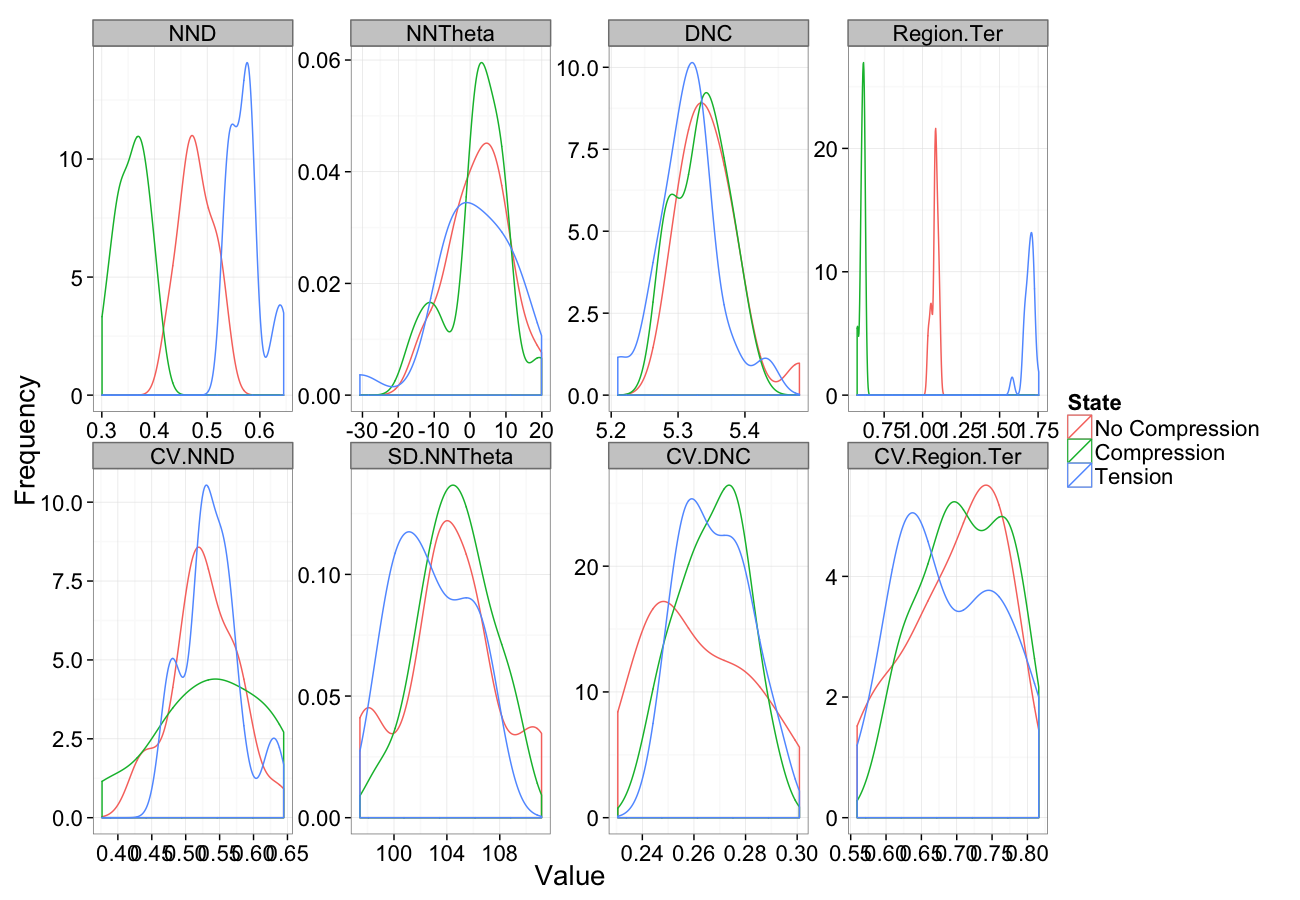 NND NNTheta DNC Region.Ter
0 5 10
0.00 0.02 0.04 0.06
0.0 2.5 5.0 7.5 10.0
0 10 20
0.3 0.4 0.5 0.6
-30 -20 -10 0 10 20
5.2 5.3 5.4
0.75 1.00 1.25 1.50 1.75
CV.NND SD.NNTheta CV.DNC CV.Region.Ter
0.0 2.5 5.0 7.5 10.0
0.00 0.05 0.10
0 10 20
0 2 4
0.40 0.45 0.50 0.55 0.60 0.65
100 104 108
0.24 0.26 0.28 0.30
0.55 0.60 0.65 0.70 0.75 0.80
Frequency
Value
State
No Compression
Compression
Tension